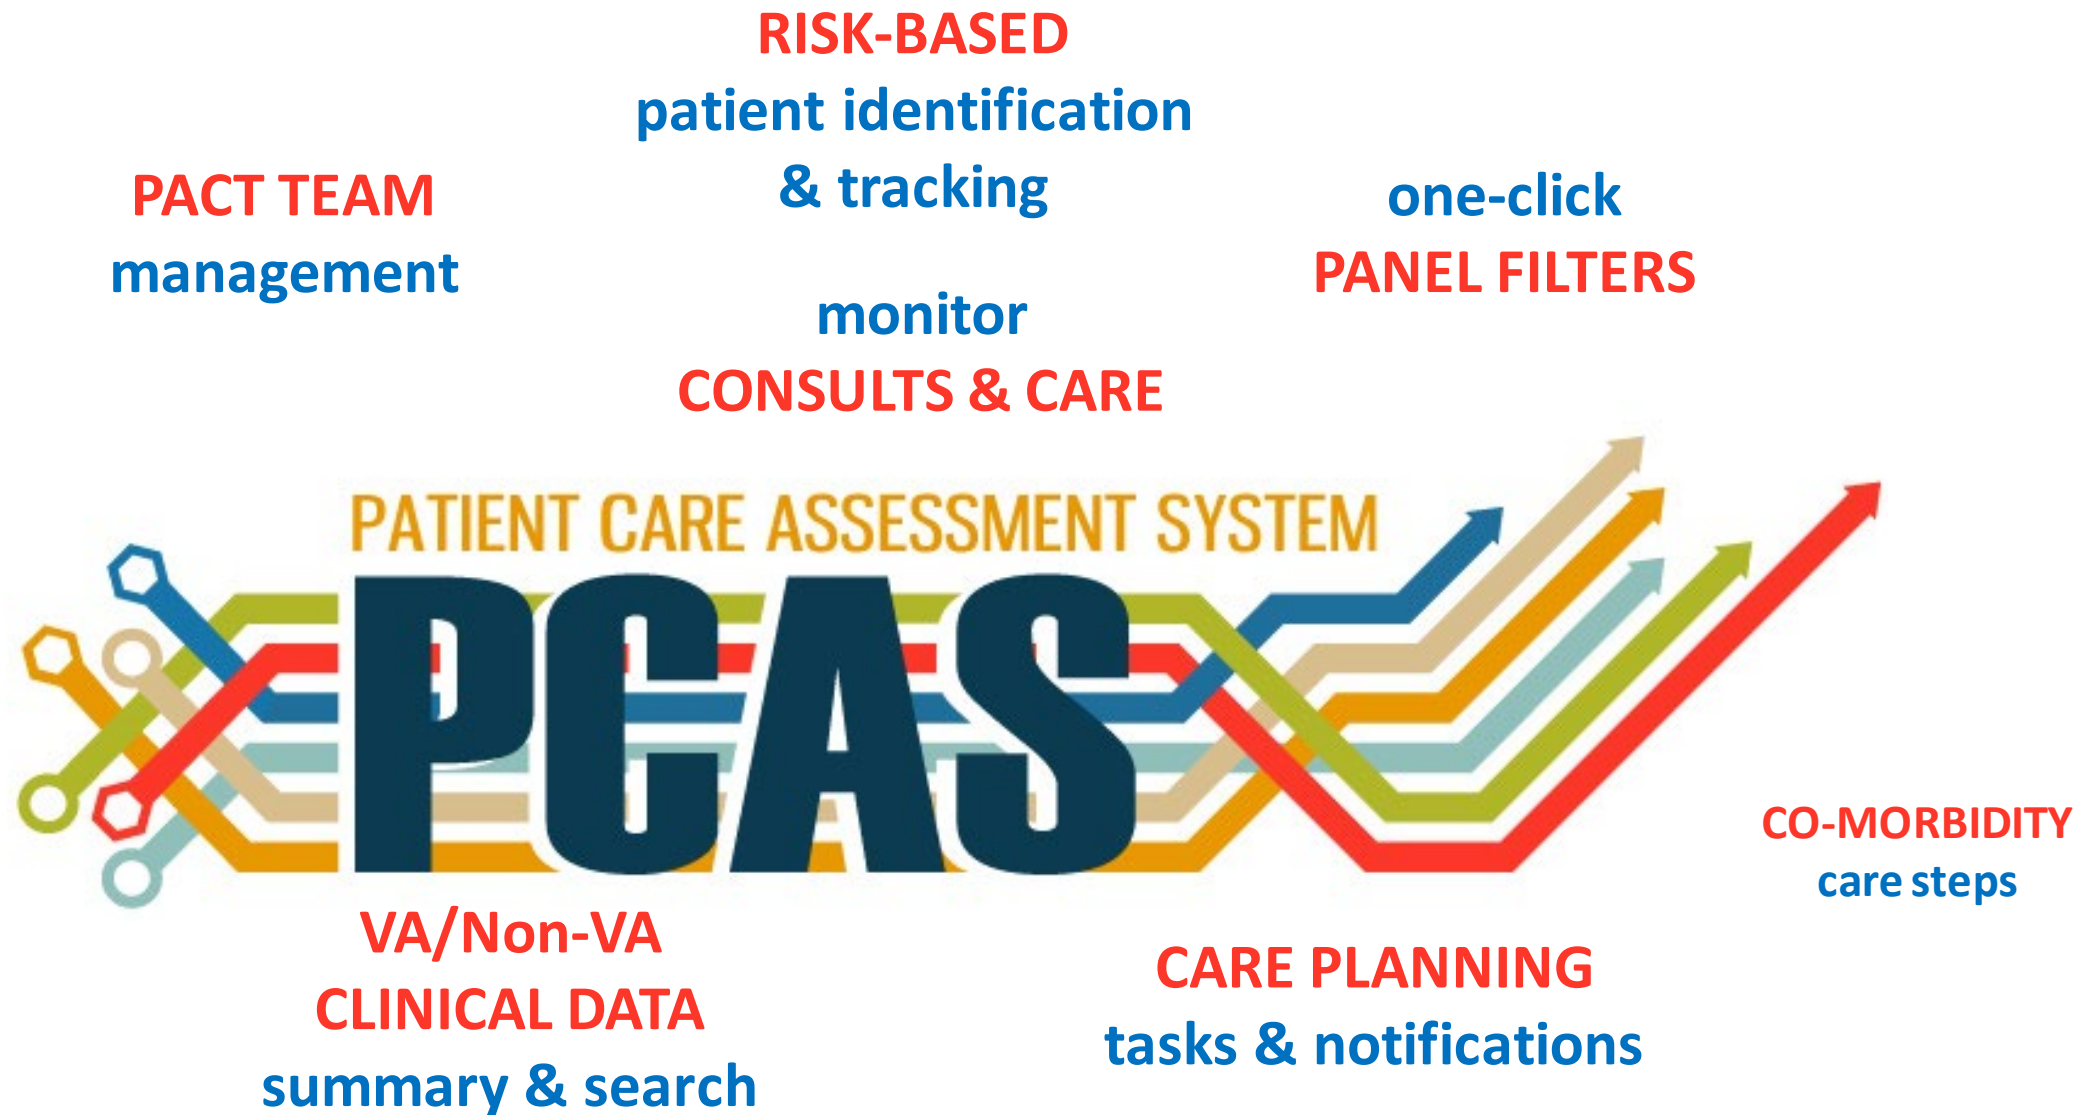 RISK-BASED
patient identification
& tracking
PACT TEAM
management
one-click
PANEL FILTERS
monitor
CONSULTS & CARE
PATIENT CARE ASSESSMENT SYSTEM
PCAS
CO-MORBIDITY
care steps
VA/Non-VA
CLINICAL DATA
summary & search
CARE PLANNING
tasks & notifications